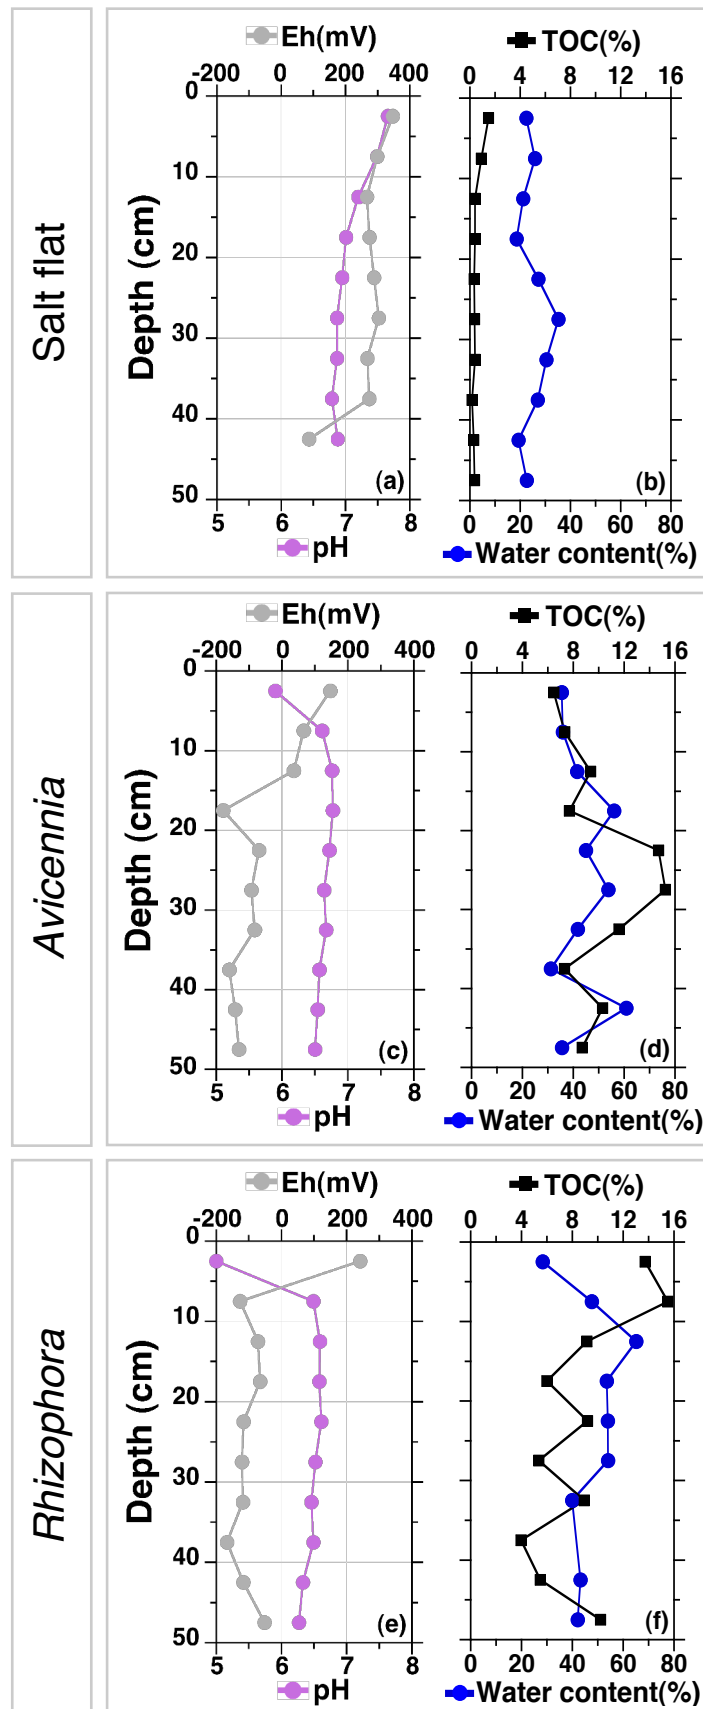 Salt flat
Eh(mV)
-200 0 200 400
Depth (cm)
0
10
20
30
40
50
(a)
5 6 7 8
pH
TOC(%)
0 4 8 12 16
(b)
0 20 40 60 80
Water content(%)
Avicennia
Eh(mV)
-200 0 200 400
Depth (cm)
0
10
20
30
40
50
(c)
5 6 7 8
pH
TOC(%)
0 4 8 12 16
(d)
0 20 40 60 80
Water content(%)
Rhizophora
Eh(mV)
-200 0 200 400
Depth (cm)
0
10
20
30
40
50
(e)
5 6 7 8
pH
TOC(%)
0 4 8 12 16
(f)
0 20 40 60 80
Water content(%)